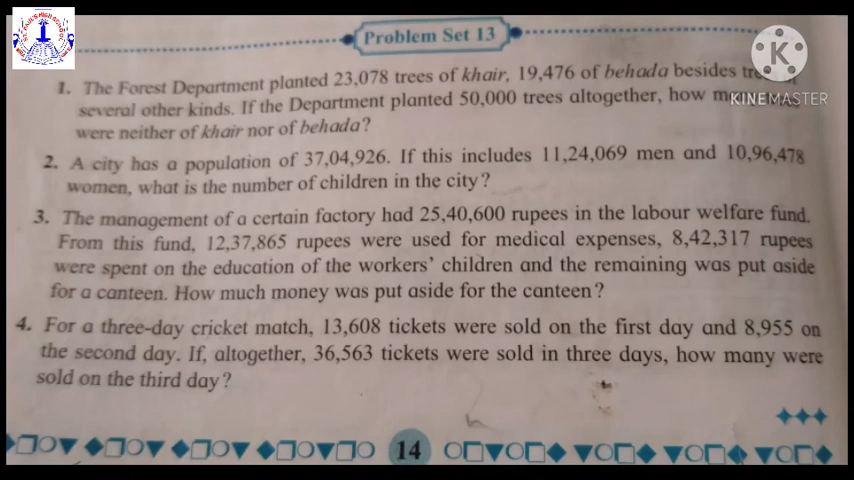 ST. PAUL'S HIGH SCHOOL
Problem Set 13
KINEMASTER
1. The Forest Department planted 23,078 trees of khair, 19,476 of behada besides
several other kinds. If the Department planted 50,000 trees altogether, how
were neither of khair nor of behada?
2. A city has a population of 37,04,926. If this includes 11,24,069 men and 10,96,478
women, what is the number of children in the city?
3. The management of a certain factory had 25,40,600 rupees in the labour welfare fund.
From this fund, 12,37,865 rupees were used for medical expenses, 8,42,317 rupees
were spent on the education of the workers' children and the remaining was put aside
for a canteen. How much money was put aside for the canteen?
4. For a three-day cricket match, 13,608 tickets were sold on the first day and 8,955 on
the second day. If, altogether, 36,563 tickets were sold in three days, how many were
sold on the third day?
14